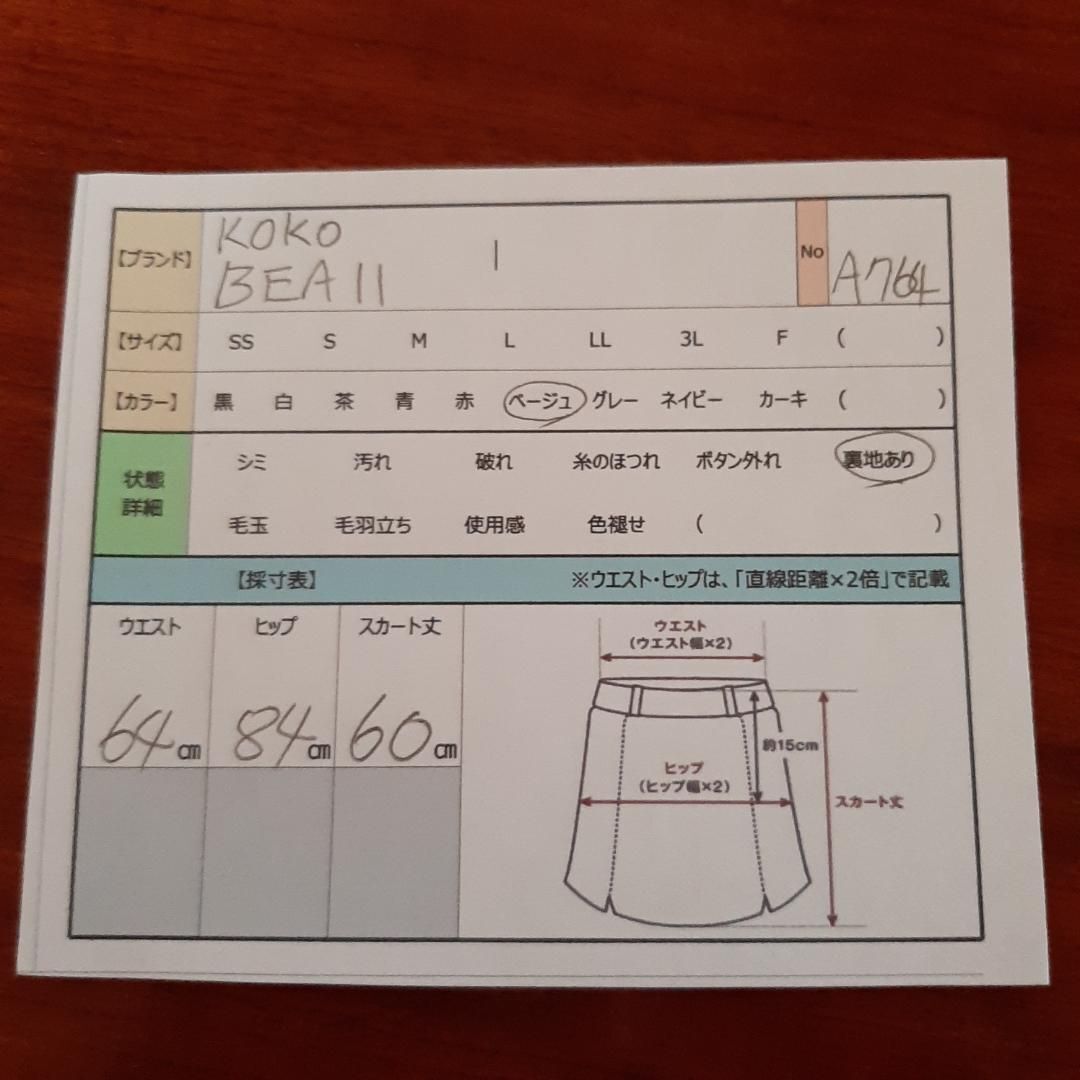 【ブランド】 KOKO
BEAll
No A764
【サイズ】 SS S M L LL 3L F ( )
【カラー】 黒 白 茶 青 赤 ベージュ グレー ネイビー カーキ ( )
状態
詳細
シミ 汚れ 破れ 糸のほつれ ボタン外れ 裏地あり
毛玉 毛羽立ち 使用感 色褪せ ( )
【採寸表】 ※ウエスト・ヒップは、「直線距離×2倍」で記載
ウエスト ヒップ スカート丈
64cm 84cm 60cm
ウエスト
(ウエスト幅×2)
約15cm
ヒップ
(ヒップ幅×2)
スカート丈